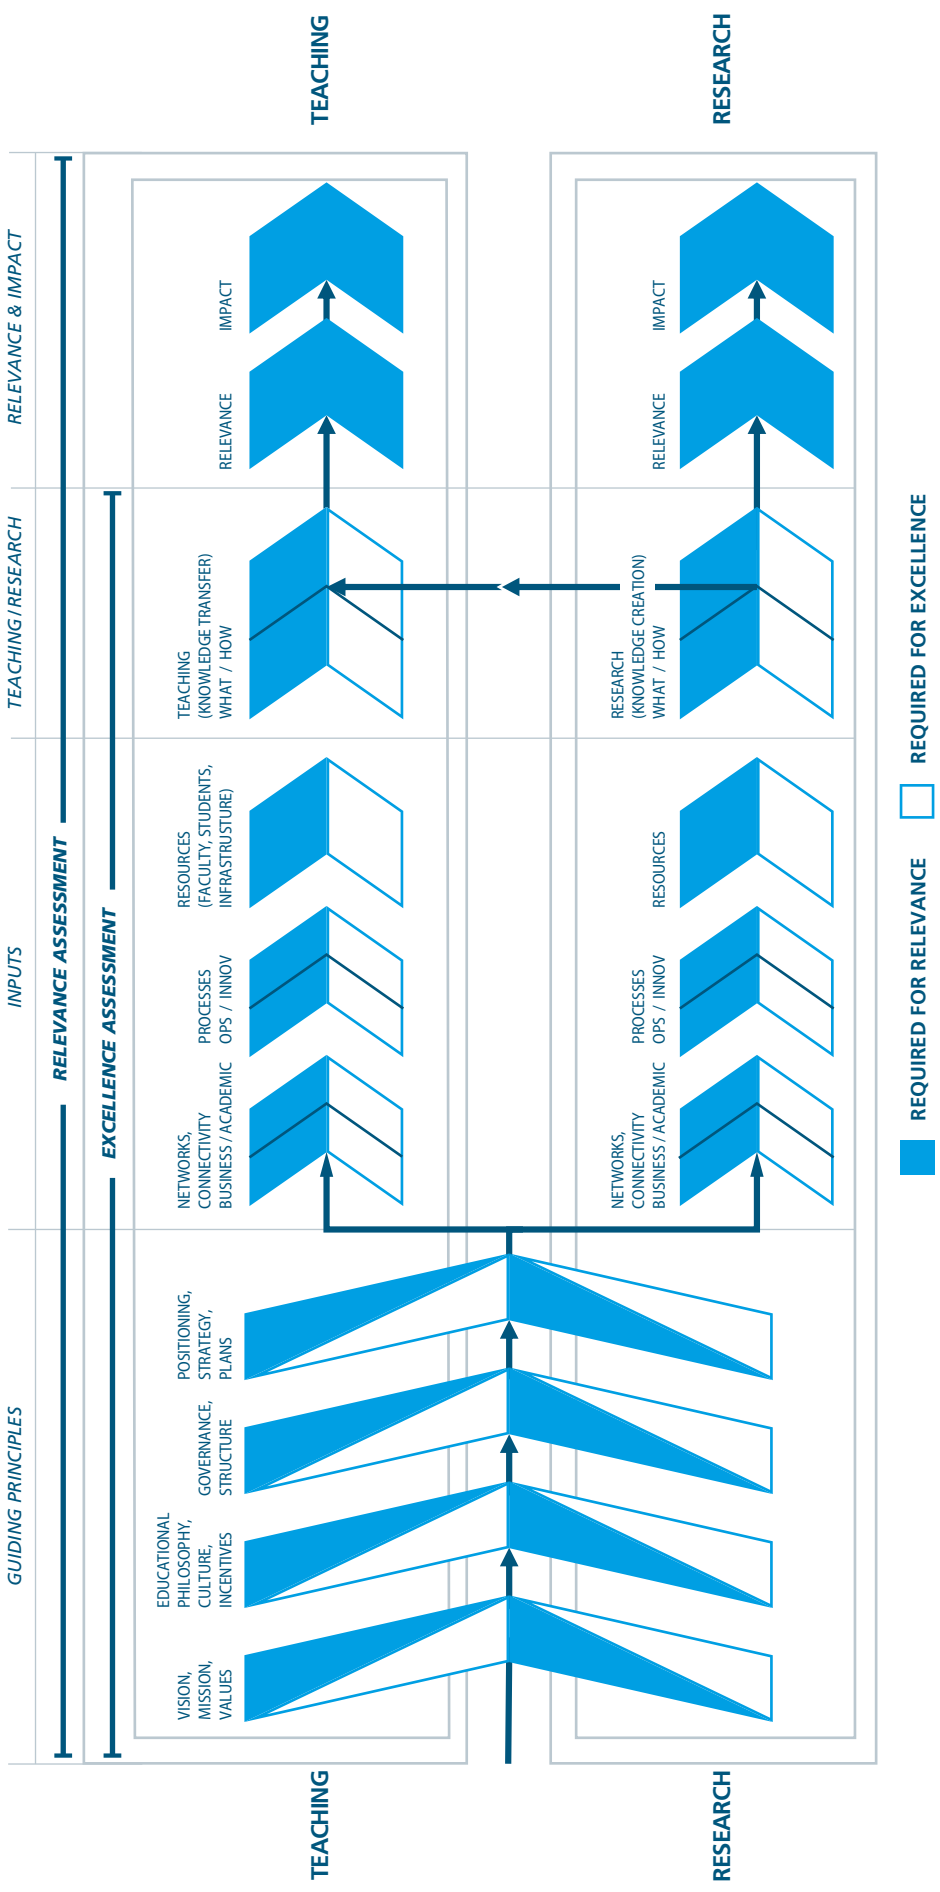 GUIDING PRINCIPLES
INPUTS
TEACHING / RESEARCH
RELEVANCE & IMPACT
RELEVANCE ASSESSMENT
EXCELLENCE ASSESSMENT
TEACHING
VISION,
MISSION,
VALUES
EDUCATIONAL
PHILOSOPHY,
CULTURE,
INCENTIVES
GOVERNANCE,
STRUCTURE
POSITIONING,
STRATEGY,
PLANS
NETWORKS,
CONNECTIVITY
BUSINESS / ACADEMIC
PROCESSES
OPS / INNOV
RESOURCES
(FACULTY, STUDENTS,
INFRASTRUSTURE)
TEACHING
(KNOWLEDGE TRANSFER)
WHAT / HOW
RELEVANCE
IMPACT
TEACHING
RESEARCH
NETWORKS,
CONNECTIVITY
BUSINESS / ACADEMIC
PROCESSES
OPS / INNOV
RESOURCES
RESEARCH
(KNOWLEDGE CREATION)
WHAT / HOW
RELEVANCE
IMPACT
RESEARCH
REQUIRED FOR RELEVANCE
REQUIRED FOR EXCELLENCE